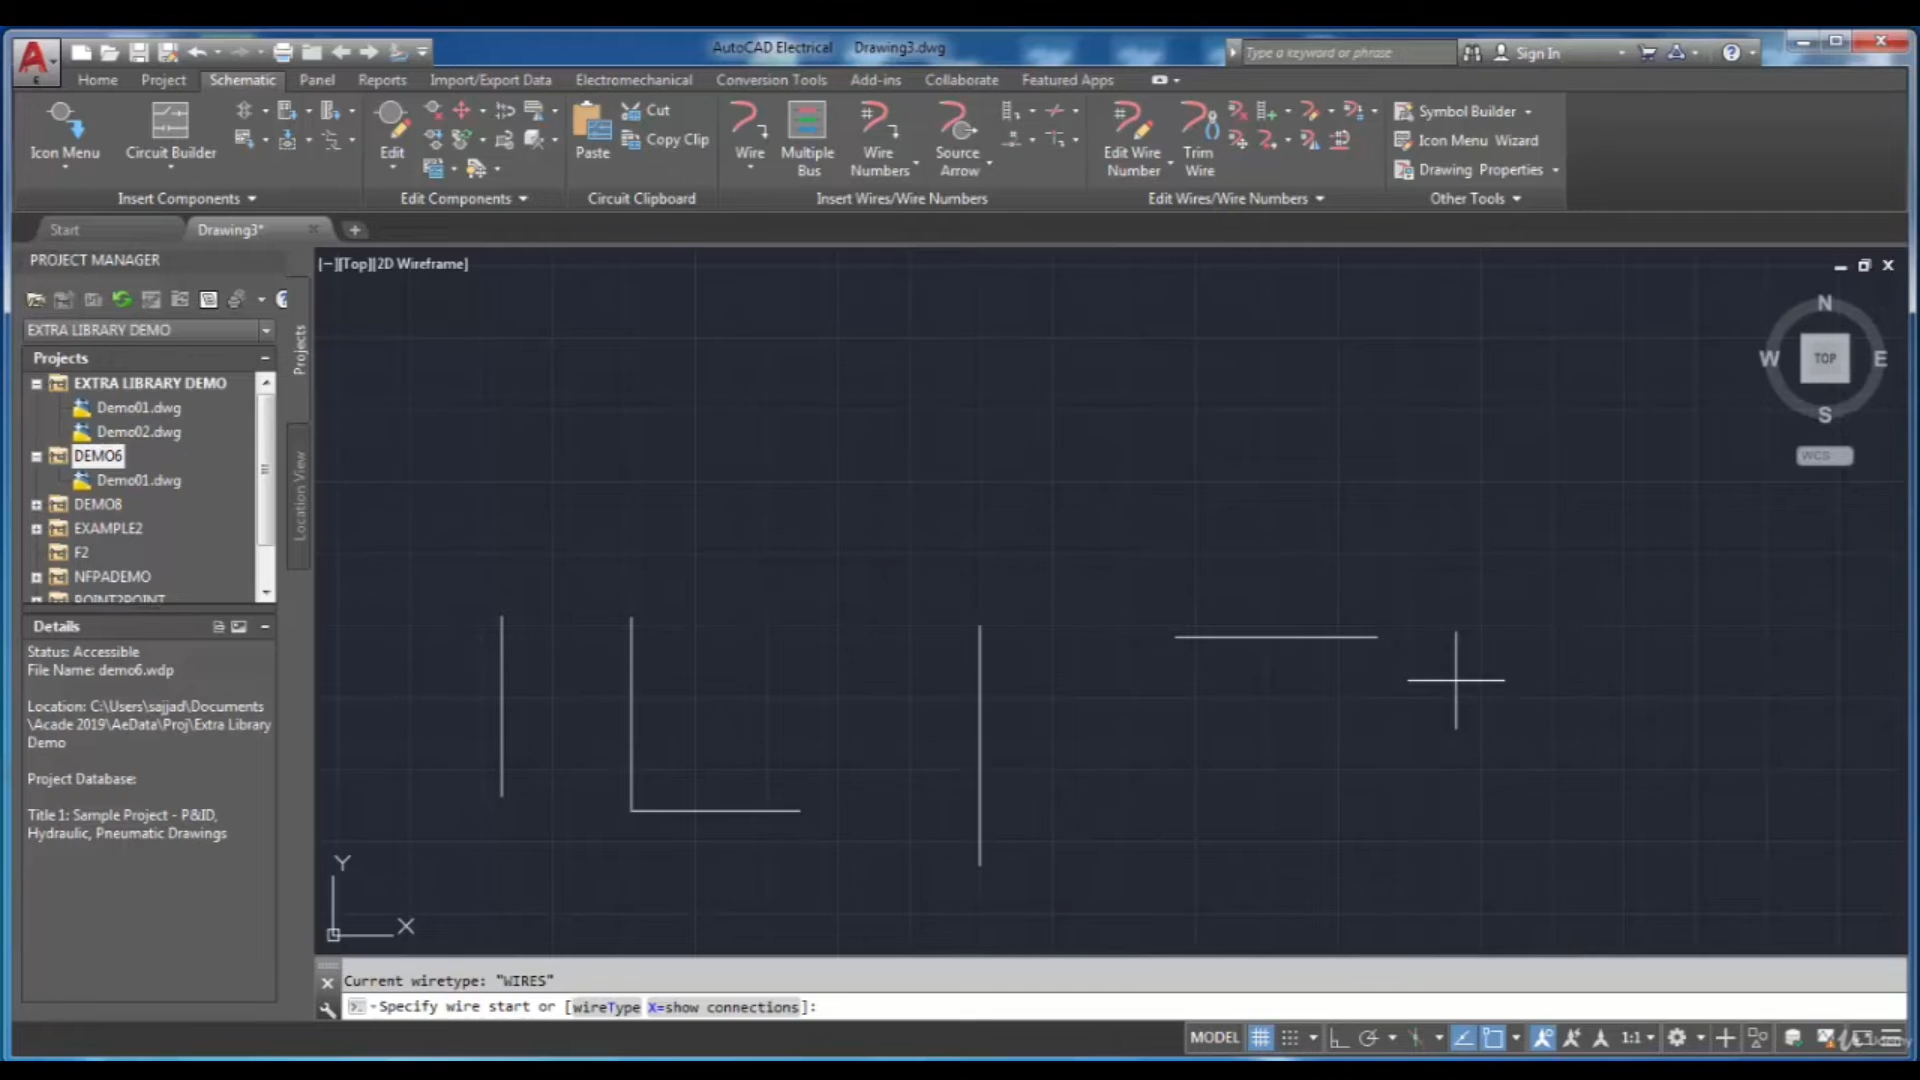 AutoCAD Electrical Drawing3.dwg
Type a keyword or phrase
Sign In
Home Project Schematic Panel Reports Import/Export Data Electromechanical Conversion Tools Add-ins Collaborate Featured Apps
Icon Menu
Circuit Builder
Edit
Paste
Cut
Copy Clip
Wire
Multiple Bus
Wire Numbers
Source Arrow
Edit Wire Number
Trim Wire
Symbol Builder
Icon Menu Wizard
Drawing Properties
Insert Components
Edit Components
Circuit Clipboard
Insert Wires/Wire Numbers
Edit Wires/Wire Numbers
Other Tools
Start
Drawing3*
PROJECT MANAGER
EXTRA LIBRARY DEMO
Projects
EXTRA LIBRARY DEMO
Demo01.dwg
Demo02.dwg
DEMO6
Demo01.dwg
DEMO8
EXAMPLE2
F2
NFPADEMO
POINT2POINT
Projects
Location View
Details
Status: Accessible
File Name: demo6.wdp
Location: C:\Users\sajjad\Documents
\Acade 2019\AeData\Proj\Extra Library
Demo
Project Database:
Title 1: Sample Project - P&ID,
Hydraulic, Pneumatic Drawings
[−][Top][2D Wireframe]
N
W
TOP
E
S
WCS
Y
X
Current wiretype: "WIRES"
Specify wire start or [wireType X=show connections]:
MODEL
1:1
Udemy